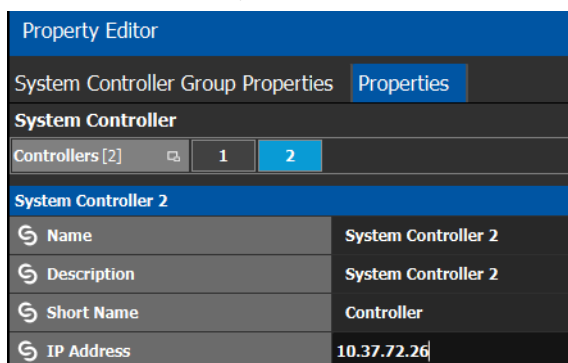 Property Editor
System Controller Group Properties Properties
System Controller
Controllers [2] 1 2
System Controller 2
Name System Controller 2
Description System Controller 2
Short Name Controller
IP Address 10.37.72.26